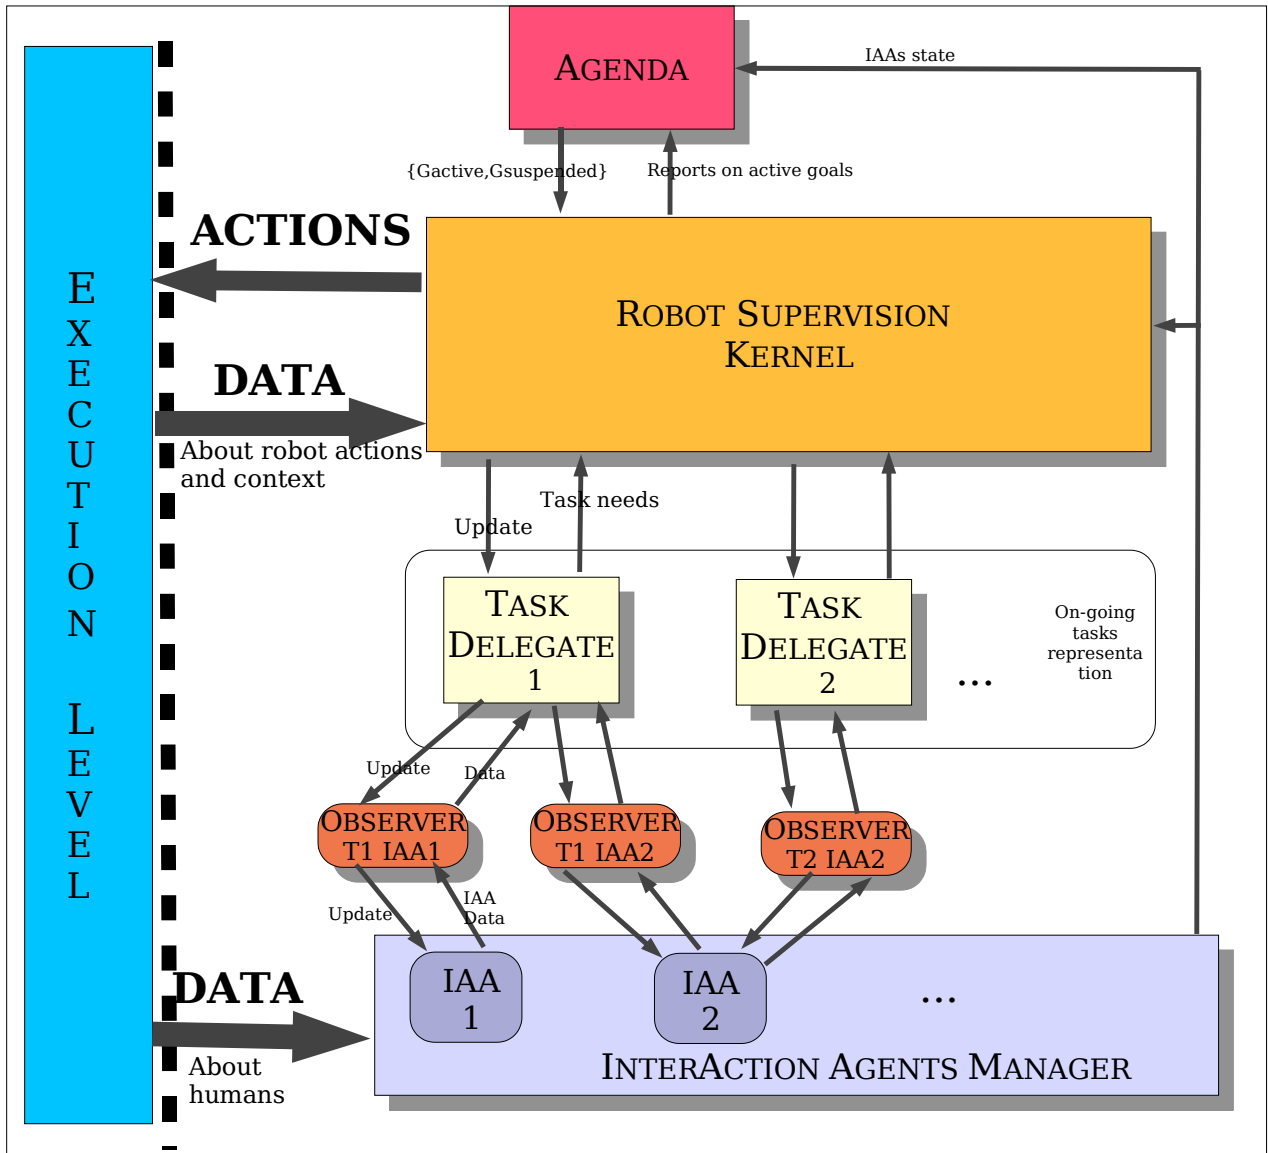 AGENDA
IAAs state
{Gactive,Gsuspended}
Reports on active goals
ACTIONS
ROBOT SUPERVISION
KERNEL
DATA
About robot actions
and context
EXECUTION
LEVEL
Task needs
Update
TASK
DELEGATE
1
TASK
DELEGATE
2
...
On-going
tasks
representa
tion
Update
Data
OBSERVER
T1 IAA1
OBSERVER
T1 IAA2
OBSERVER
T2 IAA2
Update
IAA
Data
DATA
About
humans
IAA
1
IAA
2
...
INTERACTION AGENTS MANAGER